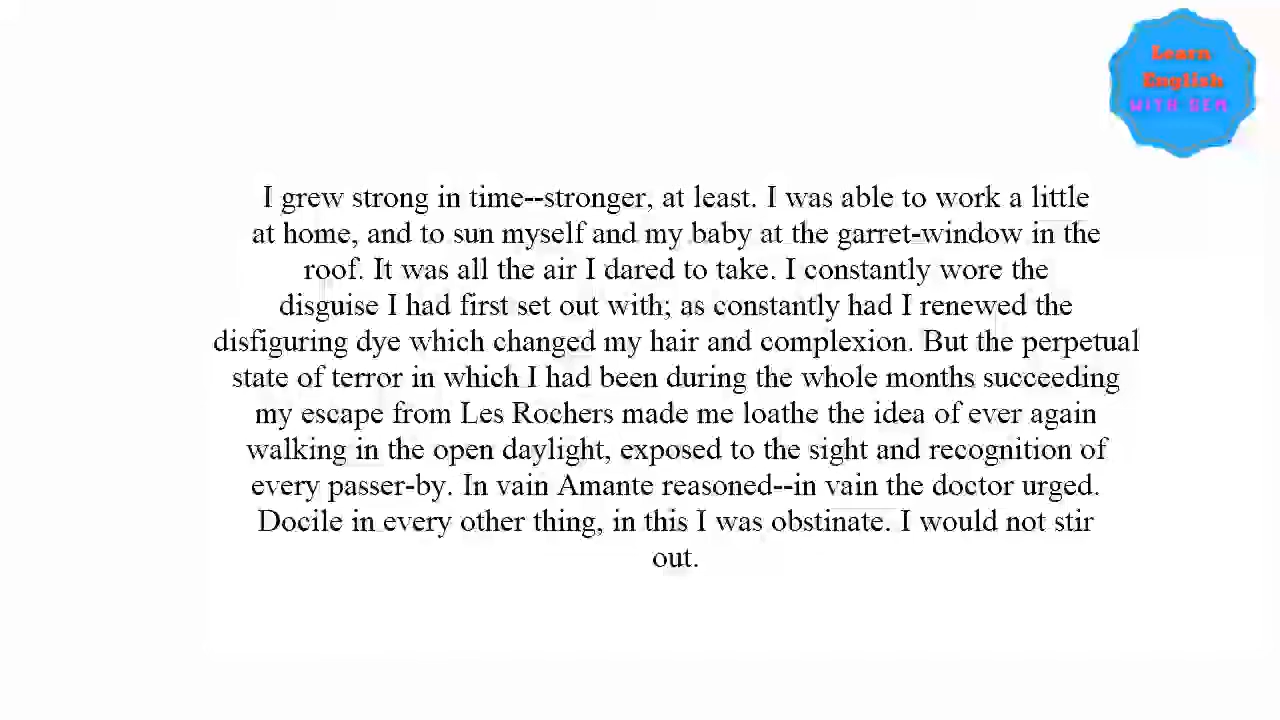 Learn
English
WITH GEM
I grew strong in time--stronger, at least. I was able to work a little
at home, and to sun myself and my baby at the garret-window in the
roof. It was all the air I dared to take. I constantly wore the
disguise I had first set out with; as constantly had I renewed the
disfiguring dye which changed my hair and complexion. But the perpetual
state of terror in which I had been during the whole months succeeding
my escape from Les Rochers made me loathe the idea of ever again
walking in the open daylight, exposed to the sight and recognition of
every passer-by. In vain Amante reasoned--in vain the doctor urged.
Docile in every other thing, in this I was obstinate. I would not stir
out.